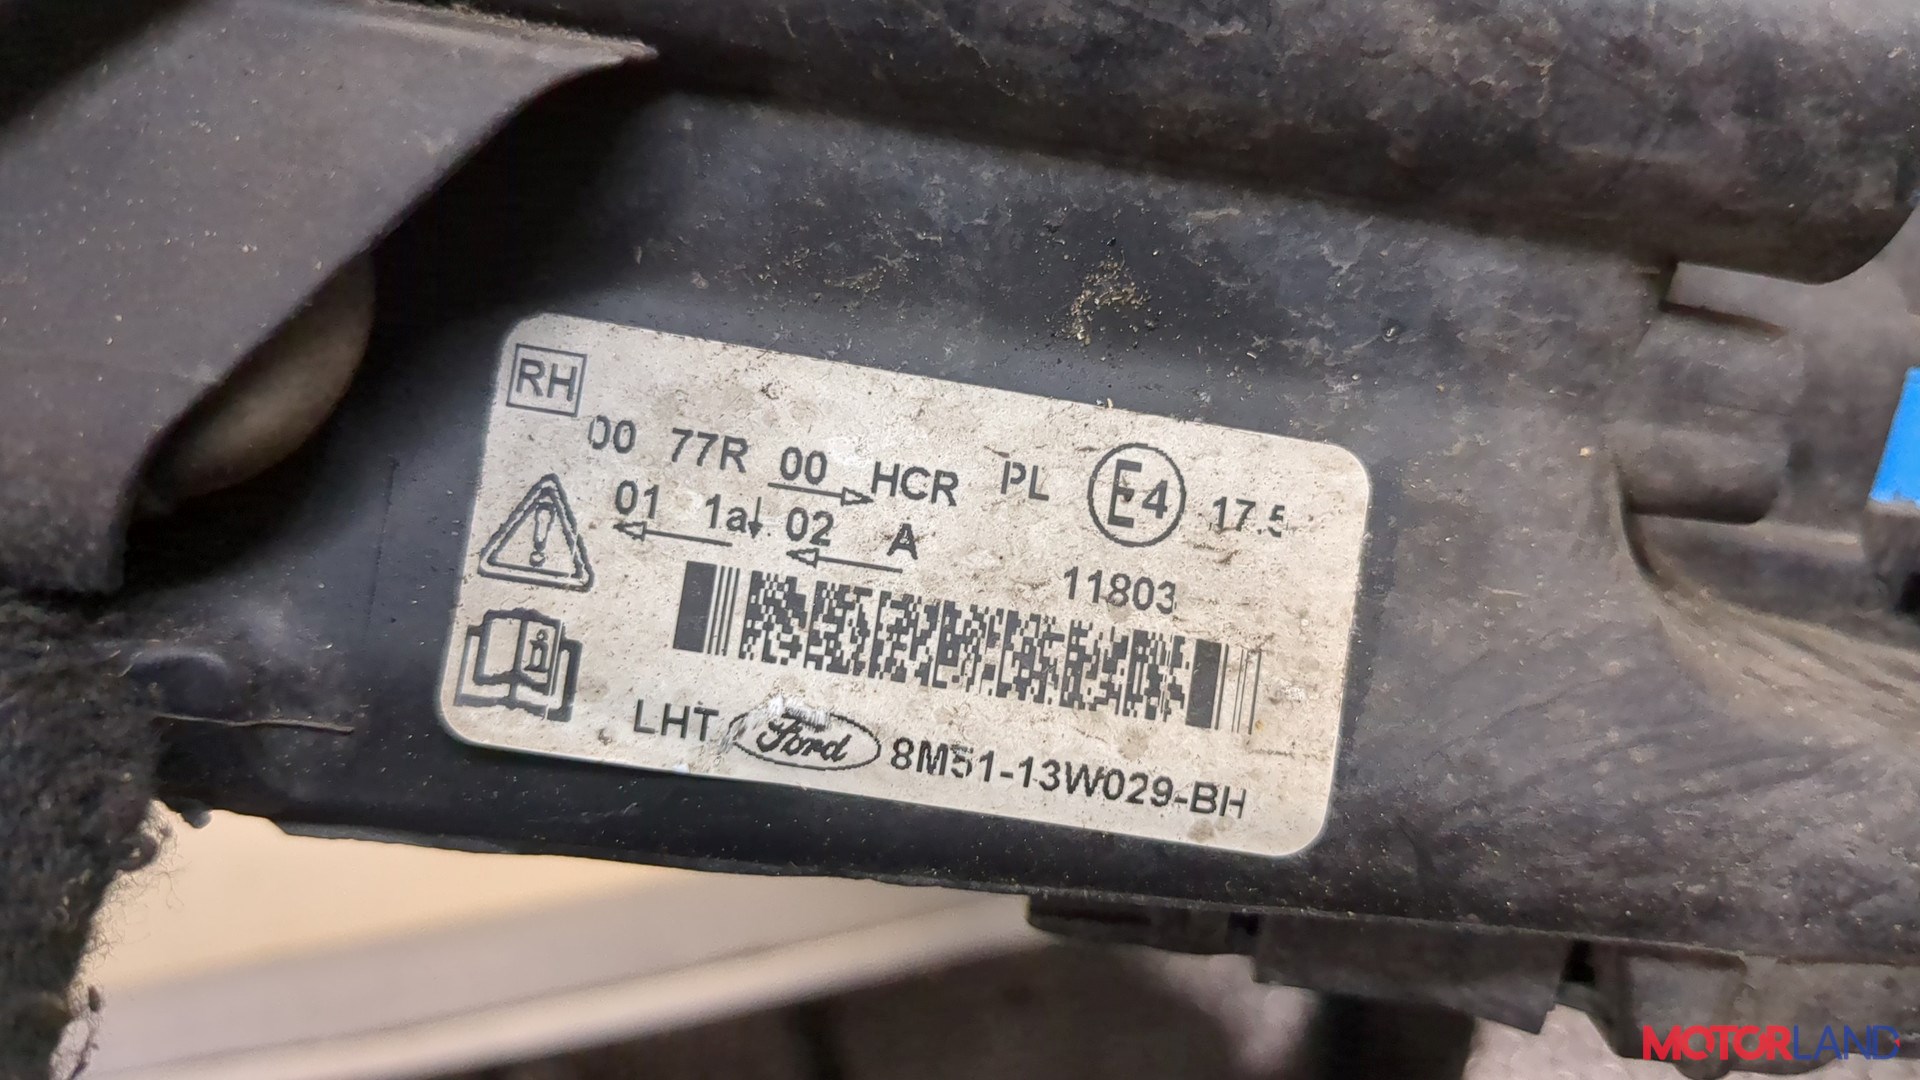 RH
00 77R 00 HCR PL E4 17.5
01 1a 02 A
11803
LHT Ford 8M51-13W029-BH
MOTORLAND